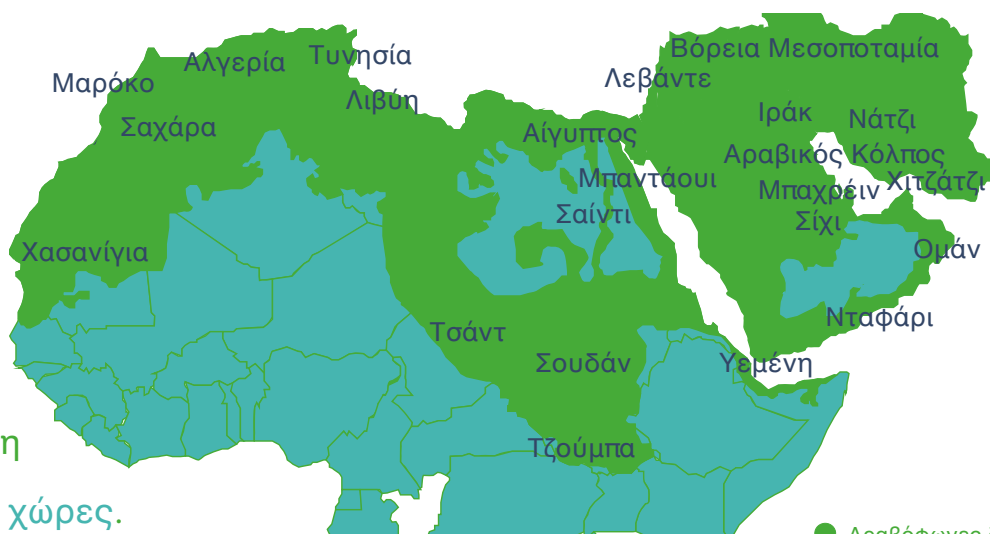 Βόρεια Μεσοποταμία
Τυνησία
Αλγερία
Λεβάντε
Μαρόκο
Λιβύη
Ιράκ
Νάτζι
Σαχάρα
Αίγυπτος
Αραβικός Κόλπος
Μπαντάουι
Μπαχρέιν
Χιτζάτζι
Σαίντι
Σίχι
Χασανίγια
Ομάν
Νταφάρι
Τσάντ
Σουδάν
Υεμένη
η
Τζούμπα
χώρες.